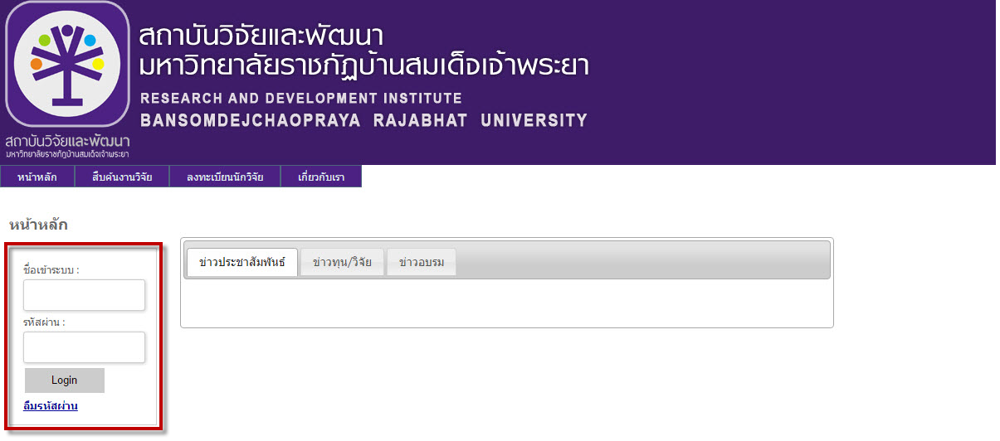 สถาบันวิจัยและพัฒนา
มหาวิทยาลัยราชภัฏบ้านสมเด็จเจ้าพระยา
RESEARCH AND DEVELOPMENT INSTITUTE
BANSOMDEJCHAOPRAYA RAJABHAT UNIVERSITY
สถาบันวิจัยและพัฒนา
มหาวิทยาลัยราชภัฏบ้านสมเด็จเจ้าพระยา
หน้าหลัก สืบค้นงานวิจัย ลงทะเบียนนักวิจัย เกี่ยวกับเรา
หน้าหลัก
ชื่อเข้าระบบ :
รหัสผ่าน :
Login
ลืมรหัสผ่าน
ข่าวประชาสัมพันธ์ ข่าวทุน/วิจัย ข่าวอบรม